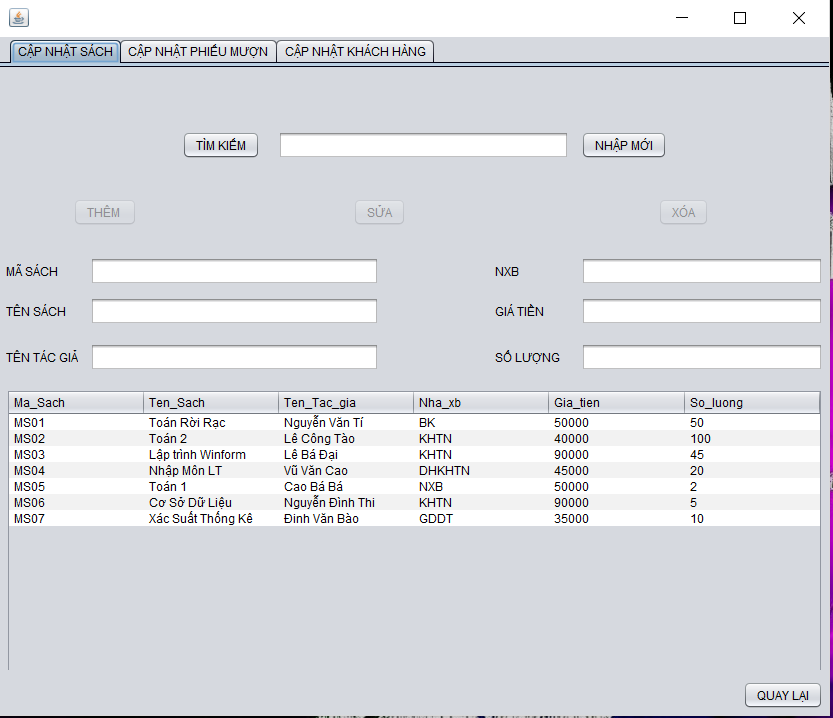 CẬP NHẬT SÁCH CẬP NHẬT PHIẾU MƯỢN CẬP NHẬT KHÁCH HÀNG
TÌM KIẾM NHẬP MỚI
THÊM SỬA XÓA
MÃ SÁCH NXB
TÊN SÁCH GIÁ TIỀN
TÊN TÁC GIẢ SỐ LƯỢNG
Ma_Sach Ten_Sach Ten_Tac_gia Nha_xb Gia_tien So_luong
MS01 Toán Rời Rạc Nguyễn Văn Tí BK 50000 50
MS02 Toán 2 Lê Công Tào KHTN 40000 100
MS03 Lập trình Winform Lê Bá Đại KHTN 90000 45
MS04 Nhập Môn LT Vũ Văn Cao DHKHTN 45000 20
MS05 Toán 1 Cao Bá Bá NXB 50000 2
MS06 Cơ Sở Dữ Liệu Nguyễn Đình Thi KHTN 90000 5
MS07 Xác Suất Thống Kê Đinh Văn Bào GDDT 35000 10
QUAY LẠI